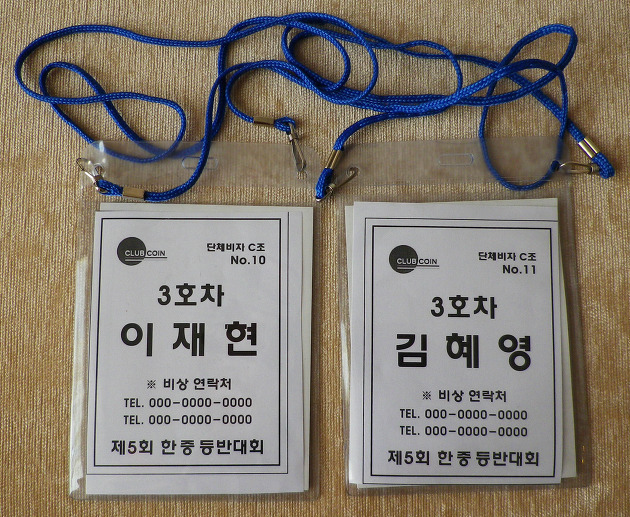 CLUB COIN
단체비자 C조
No.10
3호차
이재현
※ 비상 연락처
TEL. 000-0000-0000
TEL. 000-0000-0000
제5회 한중등반대회
CLUB COIN
단체비자 C조
No.11
3호차
김혜영
※ 비상 연락처
TEL. 000-0000-0000
TEL. 000-0000-0000
제5회 한중등반대회